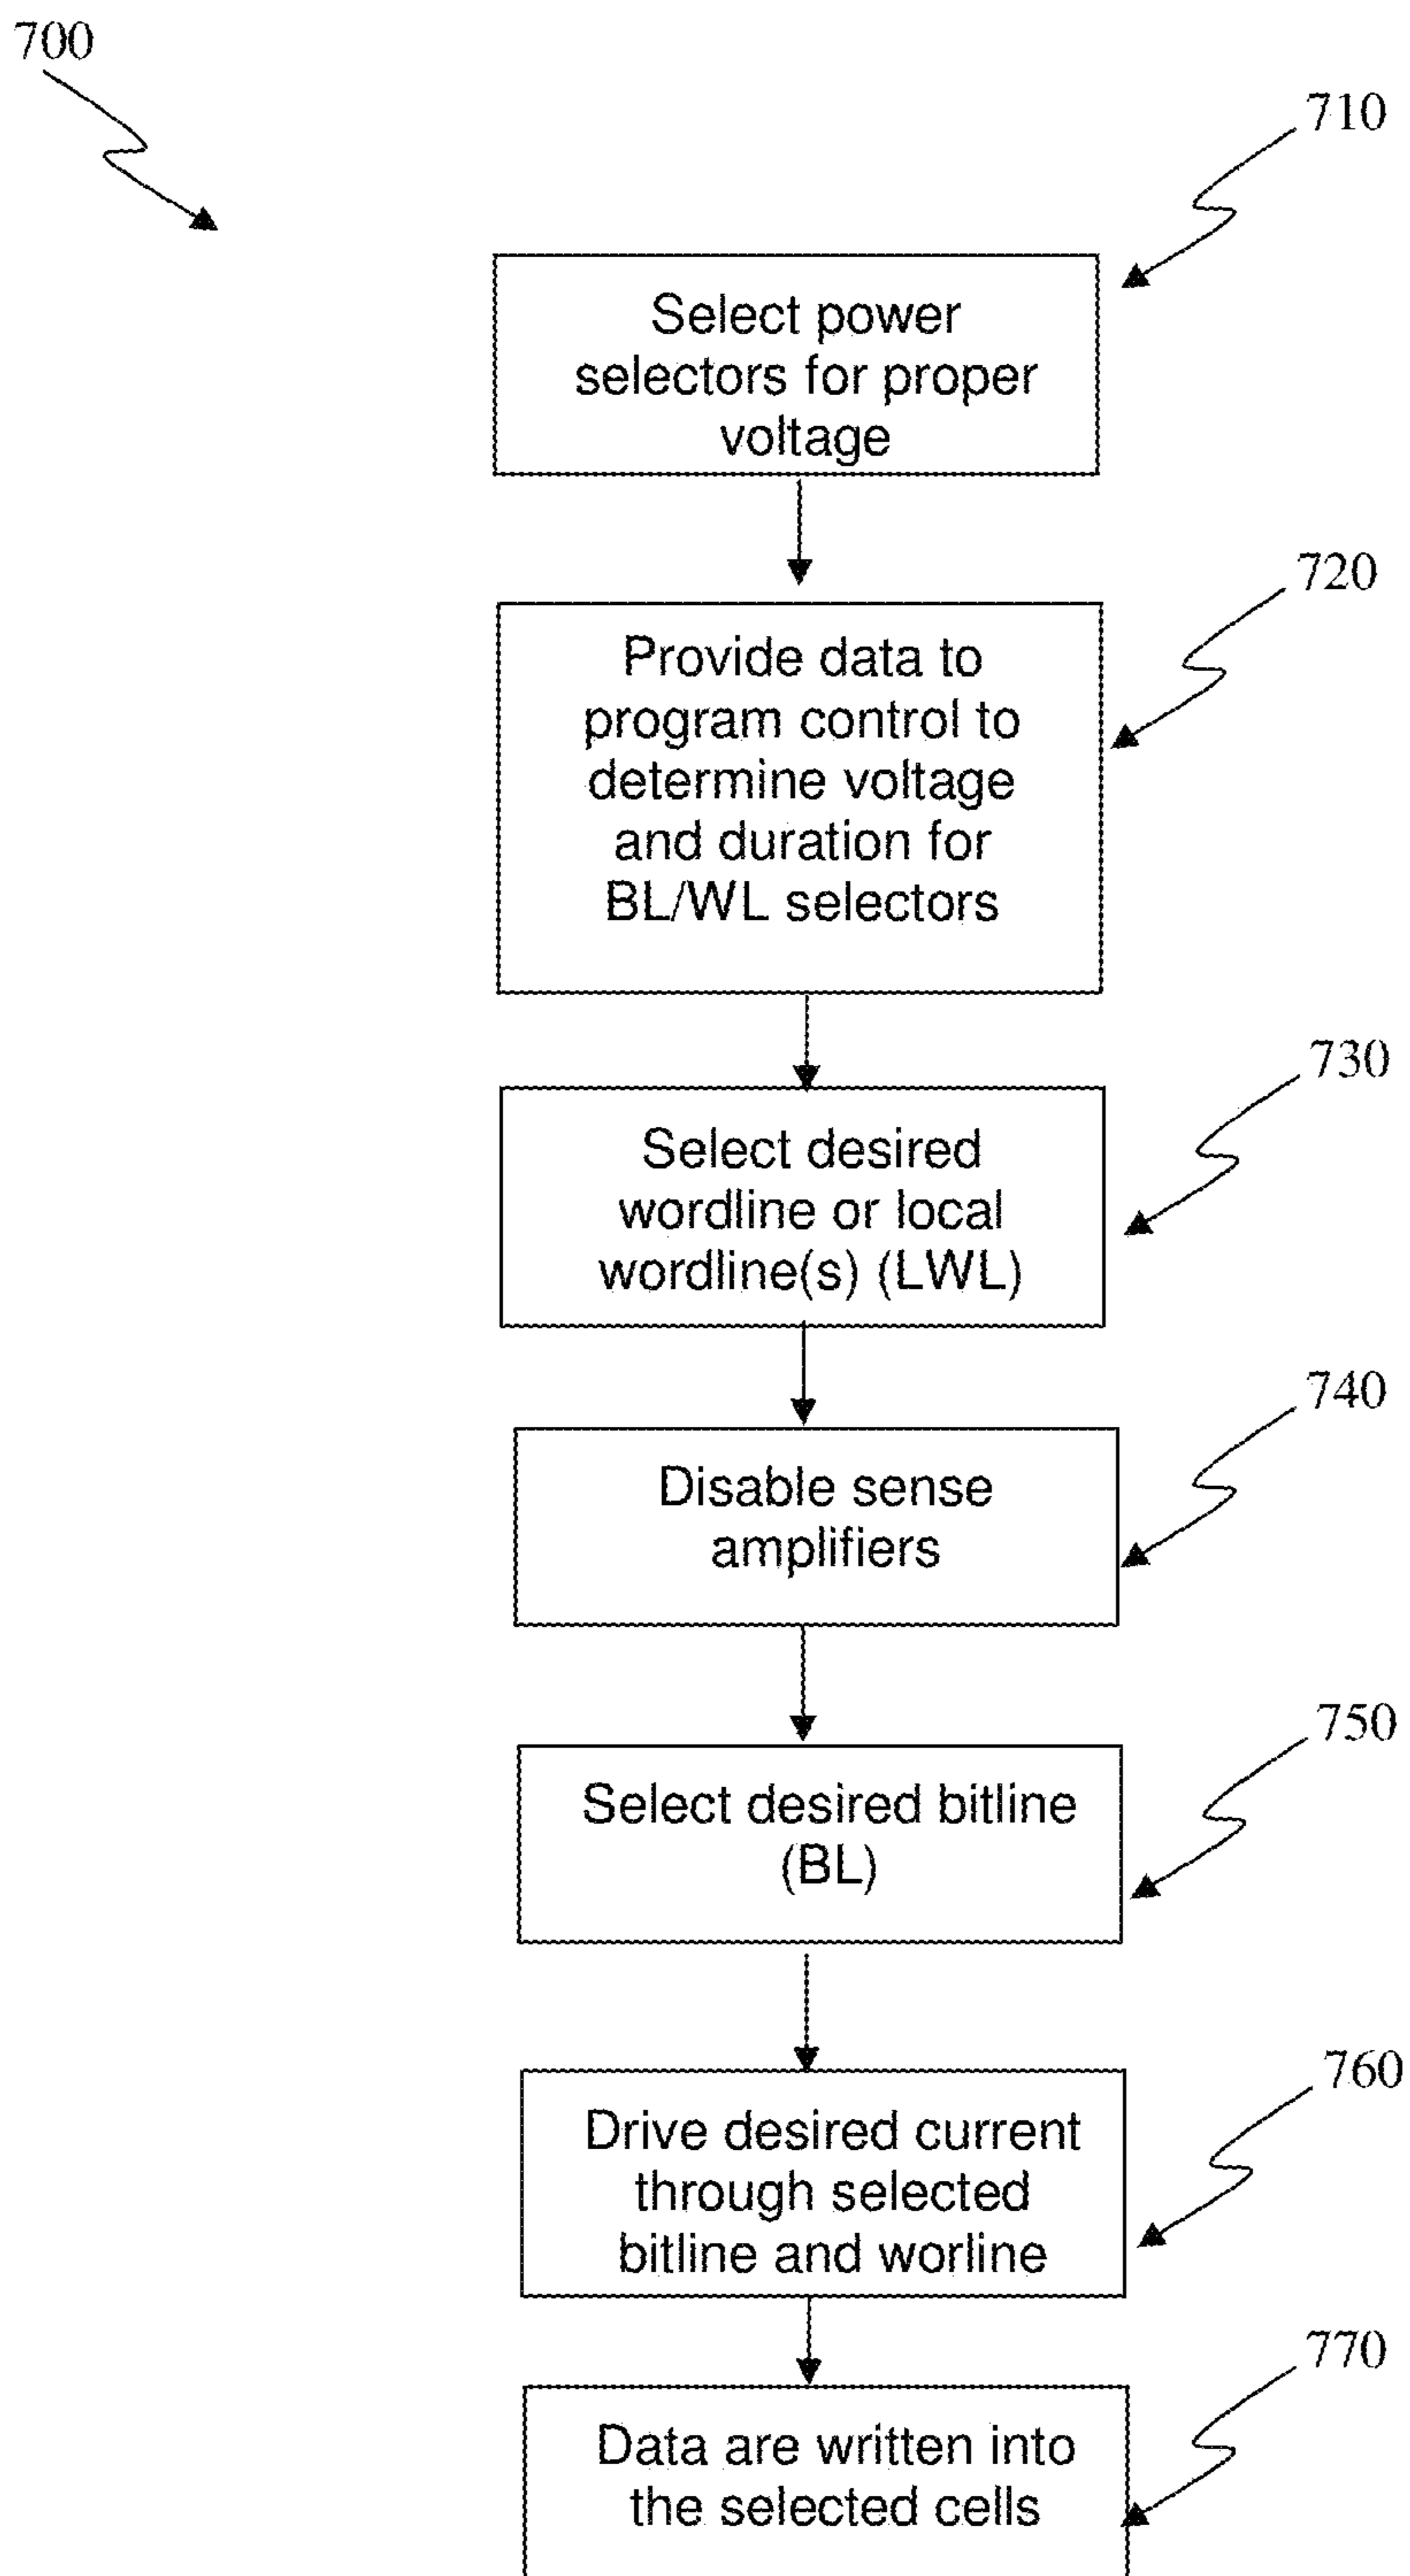 700
710
Select power
selectors for proper
voltage
720
Provide data to
program control to
determine voltage
and duration for
BL/WL selectors
730
Select desired
wordline or local
wordline(s) (LWL)
740
Disable sense
amplifiers
750
Select desired bitline
(BL)
760
Drive desired current
through selected
bitline and worline
770
Data are written into
the selected cells